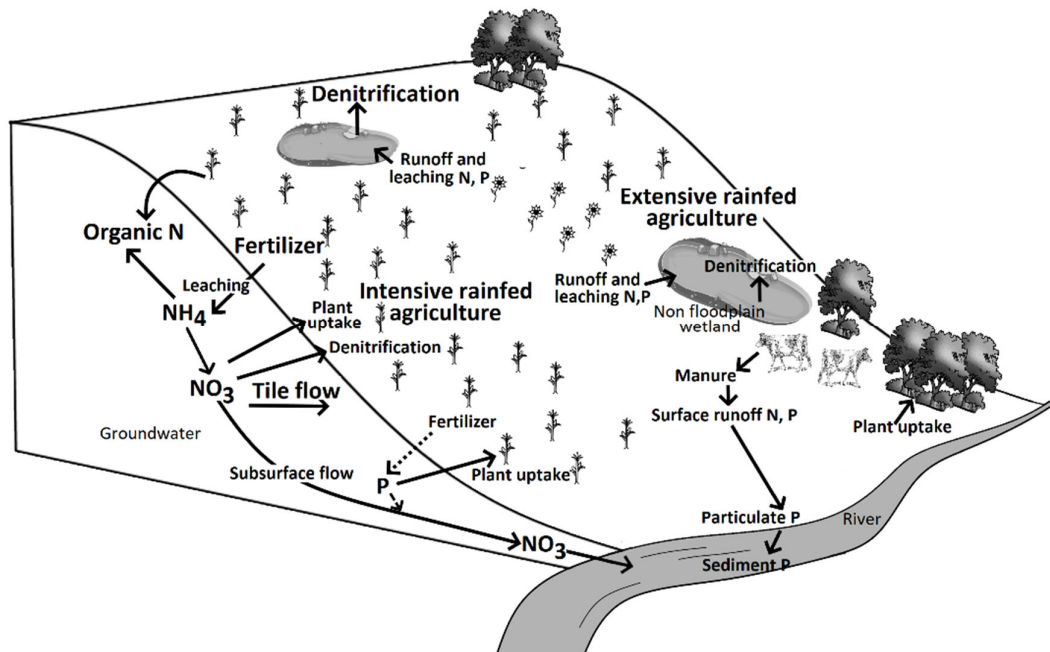 Denitrification
Runoff and
leaching N, P
Extensive rainfed
agriculture
Organic N
Fertilizer
Leaching
NH4
Runoff and
leaching N,P
Denitrification
Non floodplain
wetland
Intensive rainfed
agriculture
Plant
uptake
Denitrification
NO3
Tile flow
Manure
Surface runoff N, P
Plant uptake
Groundwater
Fertilizer
Subsurface flow
P
Plant uptake
Particulate P
River
NO3
Sediment P